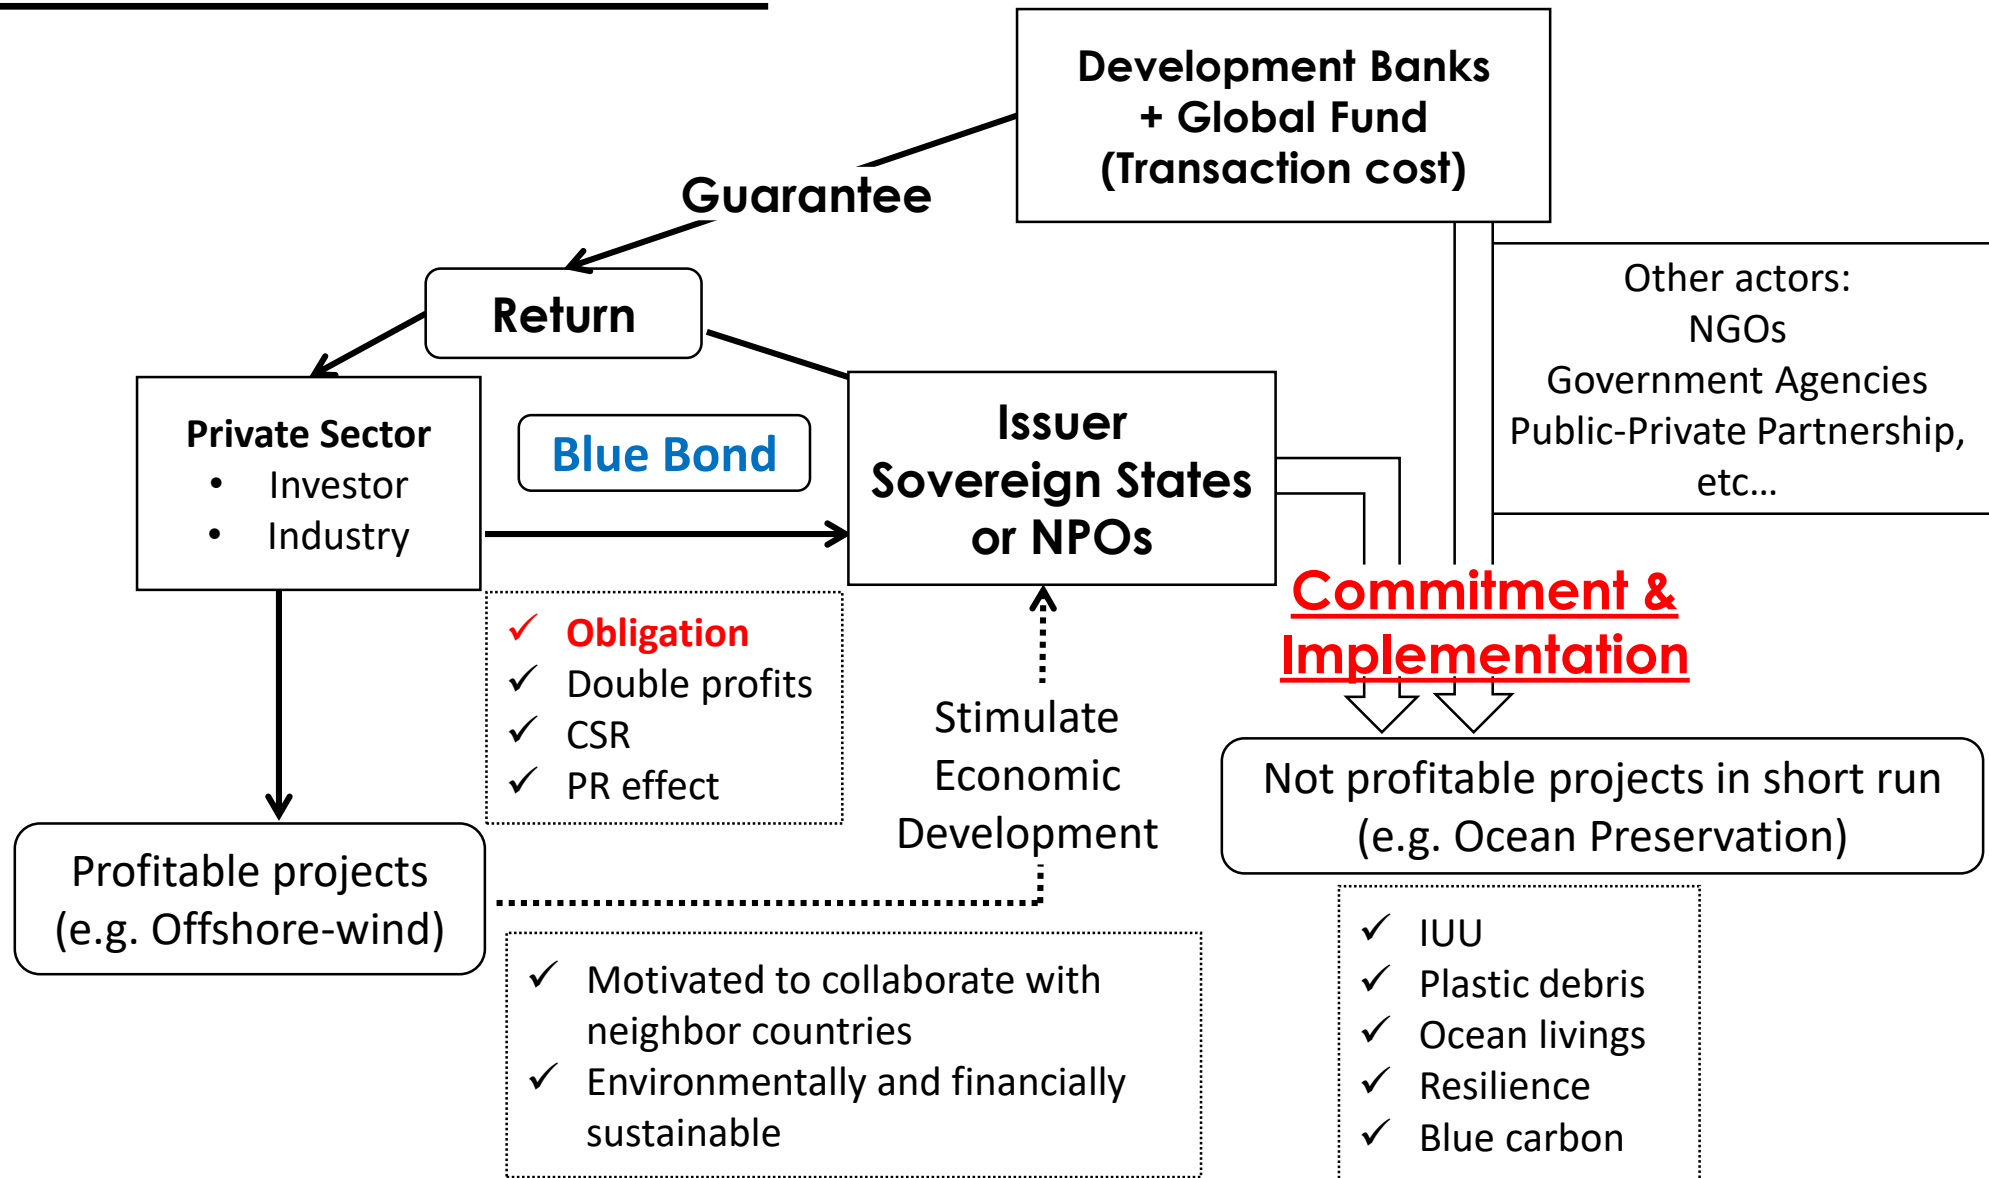 Development Banks
+ Global Fund
(Transaction cost)
Guarantee
Return
Other actors:
NGOs
Government Agencies
Public-Private Partnership,
etc...
Private Sector
• Investor
• Industry
Blue Bond
Issuer
Sovereign States
or NPOs
✓ Obligation
✓ Double profits
✓ CSR
✓ PR effect
Commitment &
Implementation
Stimulate
Economic
Development
Not profitable projects in short run
(e.g. Ocean Preservation)
Profitable projects
(e.g. Offshore-wind)
✓ Motivated to collaborate with
neighbor countries
✓ Environmentally and financially
sustainable
✓ IUU
✓ Plastic debris
✓ Ocean livings
✓ Resilience
✓ Blue carbon